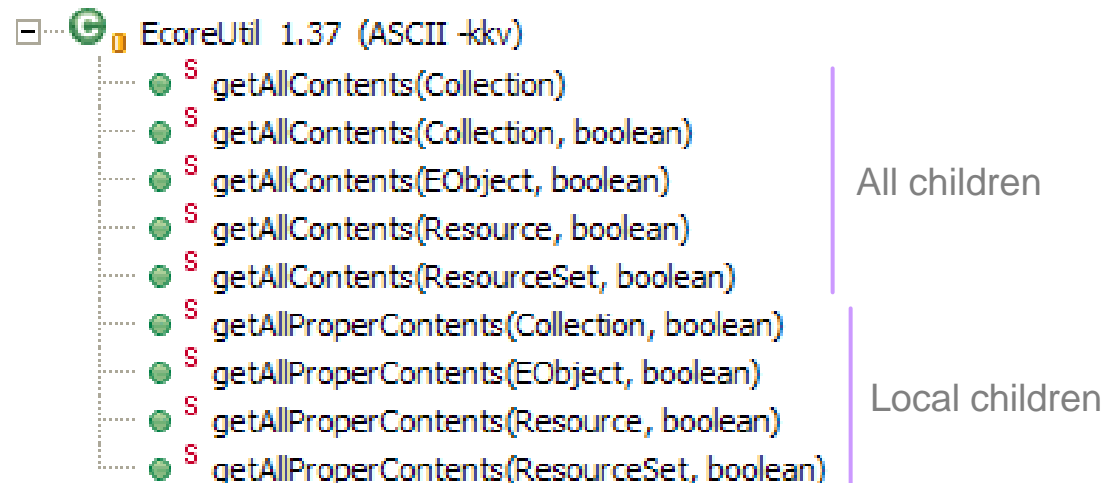 EcoreUtil 1.37 (ASCII -kkv)
S getAllContents(Collection)
S getAllContents(Collection, boolean)
S getAllContents(EObject, boolean)
S getAllContents(Resource, boolean)
S getAllContents(ResourceSet, boolean)
S getAllProperContents(Collection, boolean)
S getAllProperContents(EObject, boolean)
S getAllProperContents(Resource, boolean)
S getAllProperContents(ResourceSet, boolean)
All children
Local children